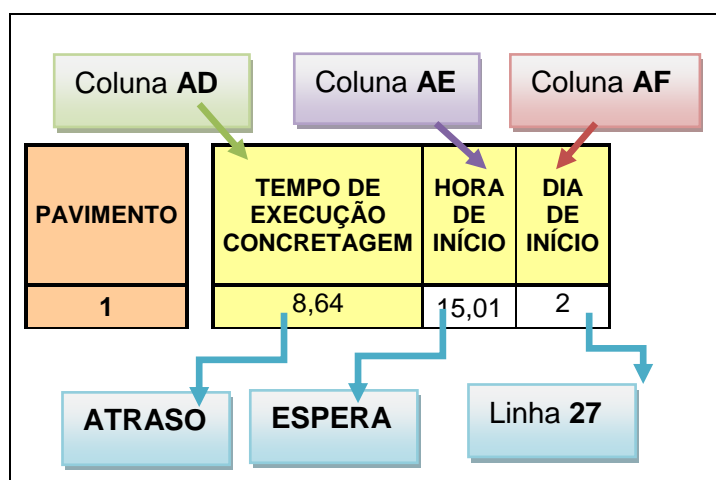 Coluna AD
Coluna AE
Coluna AF
PAVIMENTO
TEMPO DE
EXECUÇÃO
CONCRETAGEM
HORA
DE
INÍCIO
DIA
DE
INÍCIO
1
8,64
15,01
2
ATRASO
ESPERA
Linha 27